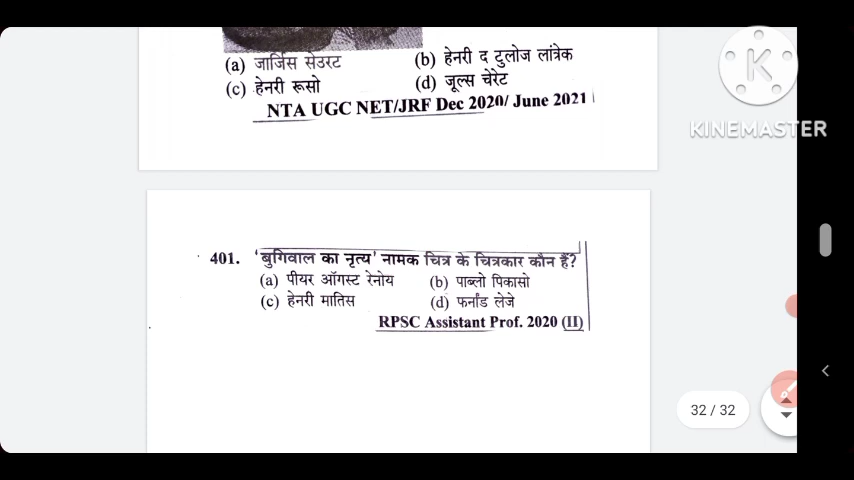 (a) जार्जिस सेउरट (b) हेनरी द टुलोज लांत्रेक
(c) हेनरी रूसो (d) जूल्स चेरेट
NTA UGC NET/JRF Dec 2020/ June 2021
K
KINEMASTER
401. 'बुगिवाल का नृत्य' नामक चित्र के चित्रकार कौन हैं?
(a) पीयर ऑगस्ट रेनोय (b) पाब्लो पिकासो
(c) हेनरी मातिस (d) फर्नांड लेजे
RPSC Assistant Prof. 2020 (II)
32 / 32